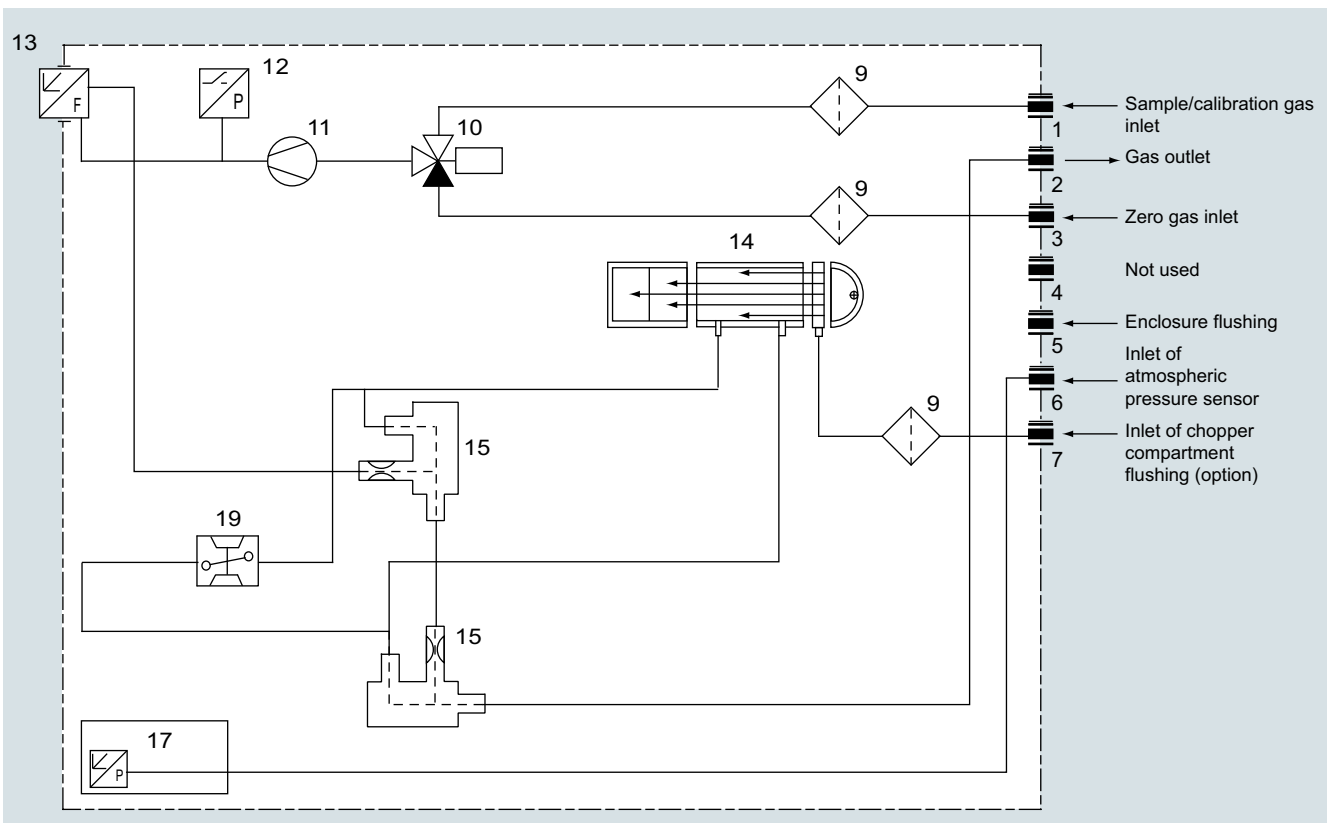 13
12
F
P
11
10
9
1
Sample/calibration gas
inlet
2
Gas outlet
9
3
Zero gas inlet
14
4
Not used
5
Enclosure flushing
6
Inlet of
atmospheric
pressure sensor
9
7
Inlet of chopper
compartment
flushing (option)
15
19
15
17
P